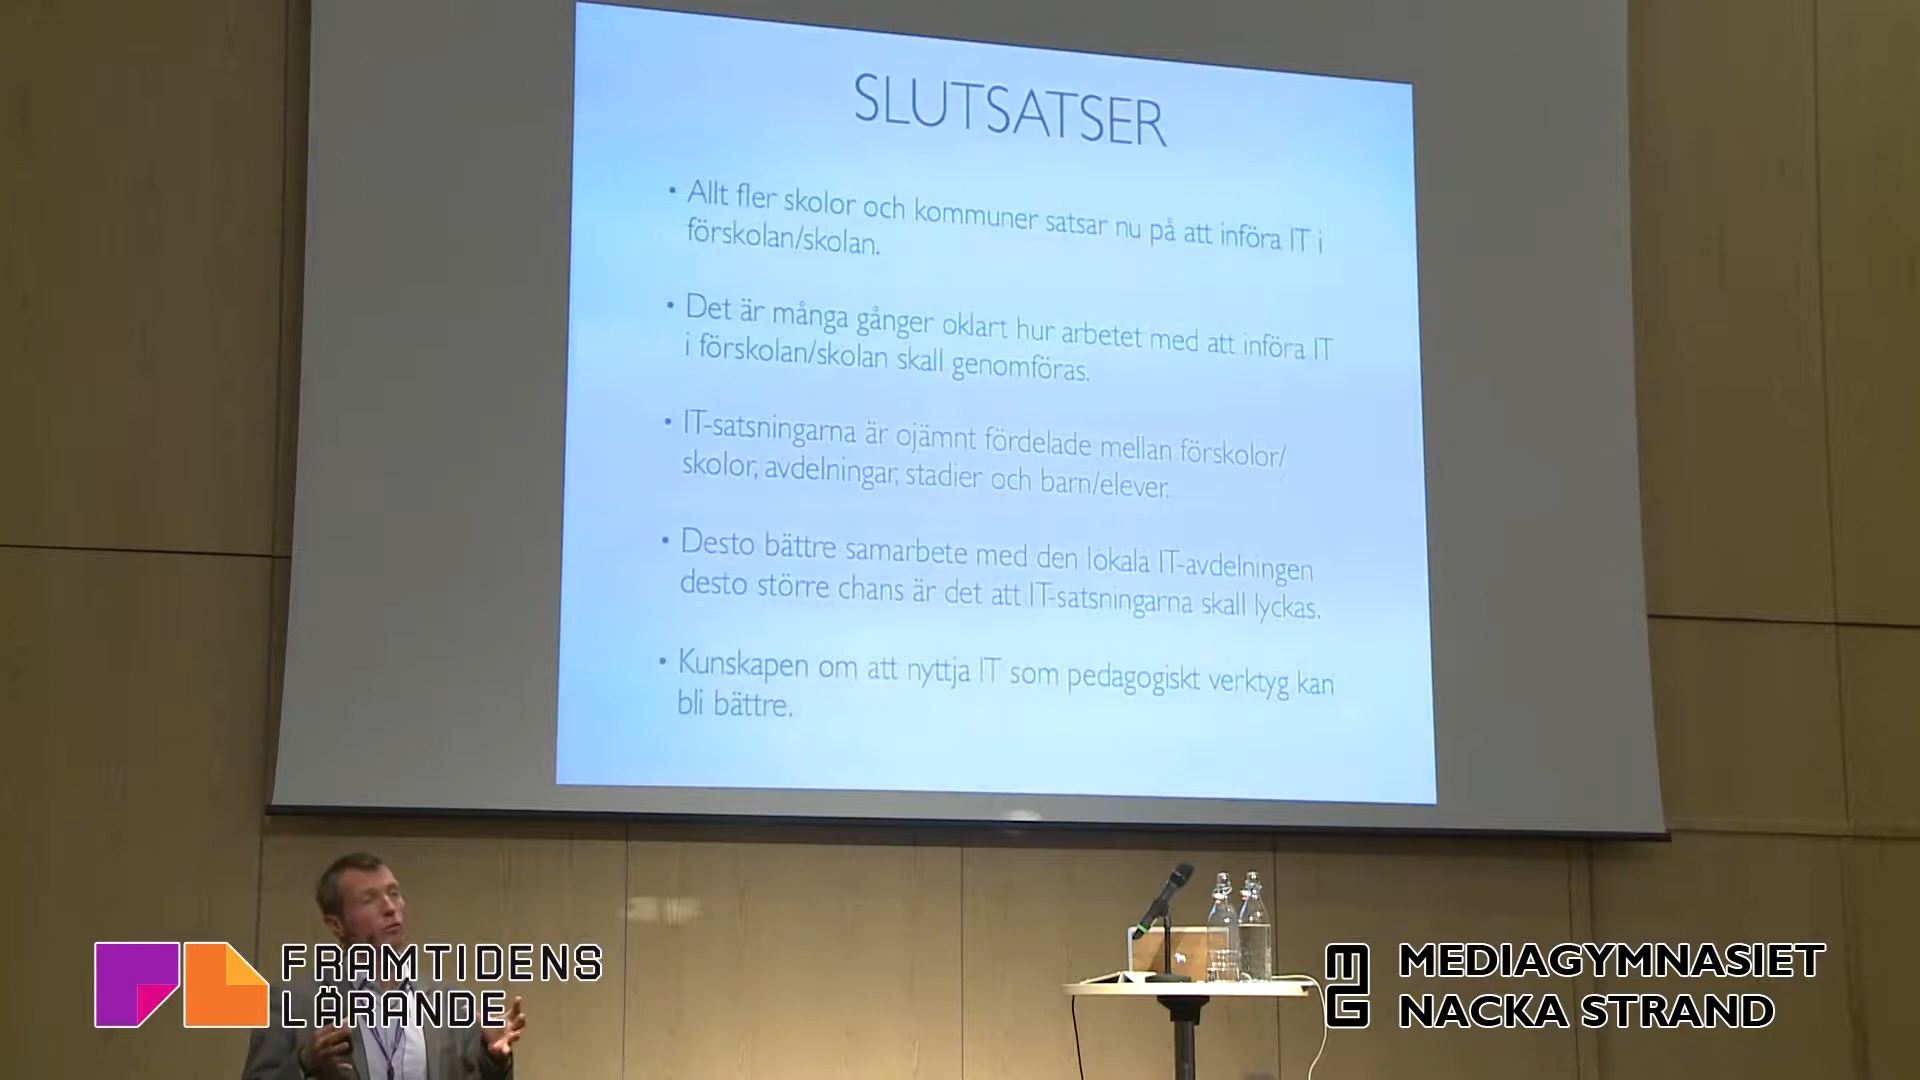 SLUTSATSER
• Allt fler skolor och kommuner satsar nu på att införa IT i
förskolan/skolan.
• Det är många gånger oklart hur arbetet med att införa IT
i förskolan/skolan skall genomföras.
• IT-satsningarna är ojämnt fördelade mellan förskolor/
skolor, avdelningar, stadier och barn/elever.
• Desto bättre samarbete med den lokala IT-avdelningen
desto större chans är det att IT-satsningarna skall lyckas.
• Kunskapen om att nyttja IT som pedagogiskt verktyg kan
bli bättre.
FRAMTIDENS
LÄRANDE
MG
MEDIAGYMNASIET
NACKA STRAND